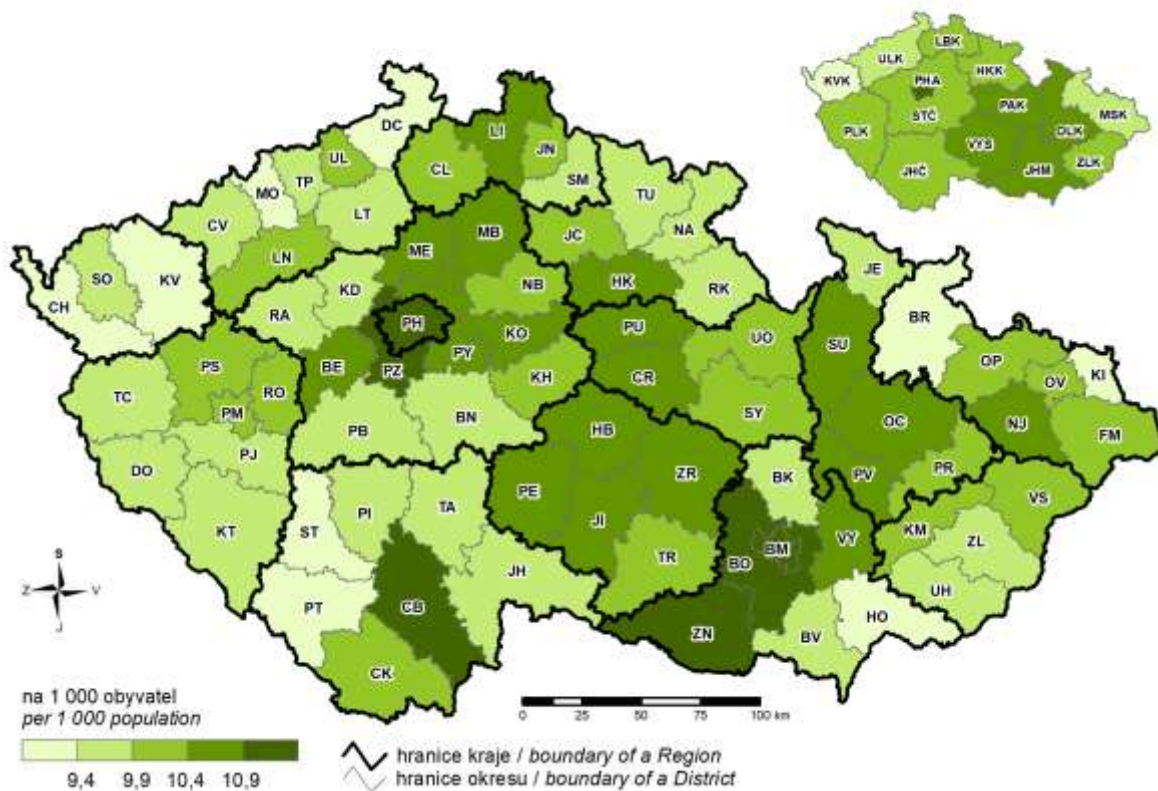 LBK
ULK
HKK
KVK
PHA
PAK
MSK
STČ
PLK
OLK
VYS
ZLK
JHČ
JHM
DC
LI
UL
JN
CL
MO
TP
SM
TU
LT
CV
MB
JC
NA
ME
LN
SO
KV
HK
JE
CH
KD
NB
RK
RA
BR
PH
PU
UO
SU
KO
PS
BE
PZ
PY
OP
KI
TC
RO
CR
KH
OV
PM
SY
OC
NJ
BN
HB
FM
PB
PJ
DO
PV
PR
ZR
BK
PE
VS
PI
TA
JI
KT
ST
KM
VY
ZL
BM
TR
BO
JH
UH
PT
CB
HO
ZN
BV
CK
S
Z
V
J
na 1 000 obyvatel
per 1 000 population
9,4 9,9 10,4 10,9
0 25 50 75 100 km
hranice kraje / boundary of a Region
hranice okresu / boundary of a District